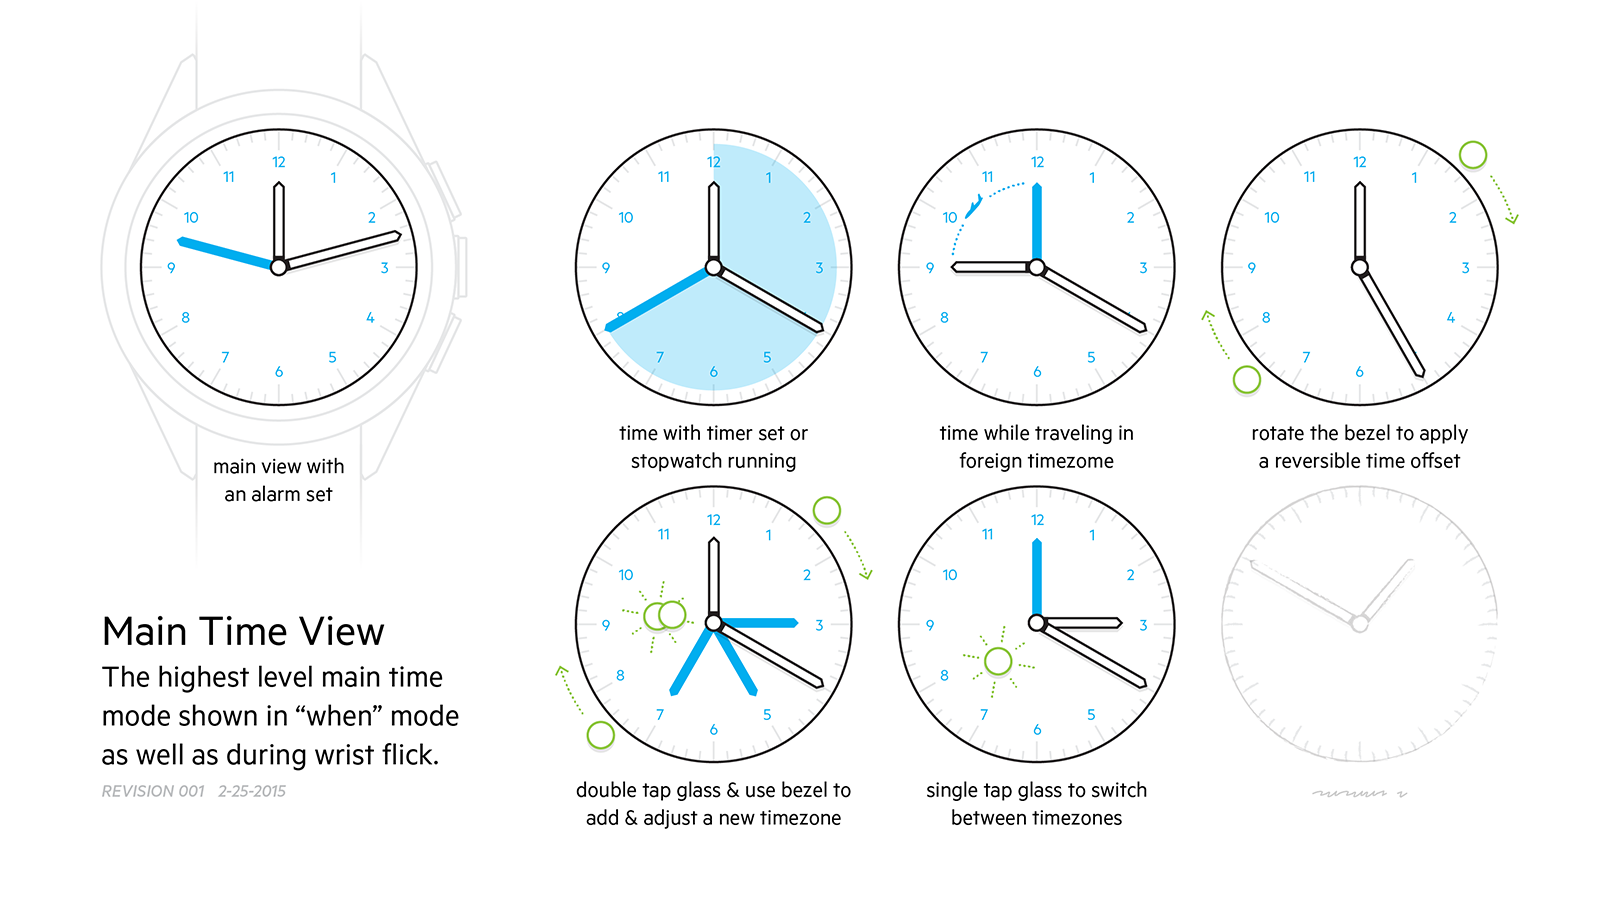 12
11 1
10 2
9 3
8 4
7 5
6
main view with
an alarm set
Main Time View
The highest level main time
mode shown in “when” mode
as well as during wrist flick.
REVISION 001 2-25-2015
12
11 1
10 2
9 3
8
7 5
6
time with timer set or
stopwatch running
12
11 1
10 2
9 3
8
7 5
6
time while traveling in
foreign timezome
12
11 1
10 2
9 3
8 4
7
6
rotate the bezel to apply
a reversible time offset
12
11 1
10 2
9 3
8
7 5
6
double tap glass & use bezel to
add & adjust a new timezone
12
11 1
10 2
9 3
8
7 5
6
single tap glass to switch
between timezones